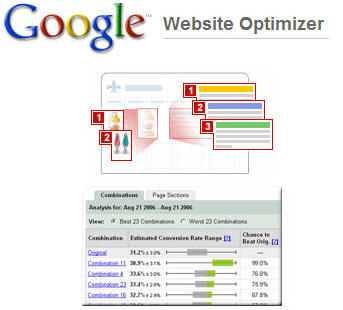 Google™ Website Optimizer
1
1
2
2
3
Combinations Page Sections
Analysis for: Aug 21 2006 - Aug 21 2006
View: Best 23 Combinations Worst 23 Combinations
Combination Estimated Conversion Rate Range [?] Chance to Beat Orig. [?]
Original 31.2% ± 3.0% —
Combination 11 38.9% ± 3.1% 99.0%
Combination 4 33.6% ± 3.0% 76.8%
Combination 23 33.4% ± 2.8% 75.9%
Combination 16 32.7% ± 2.9% 67.8%